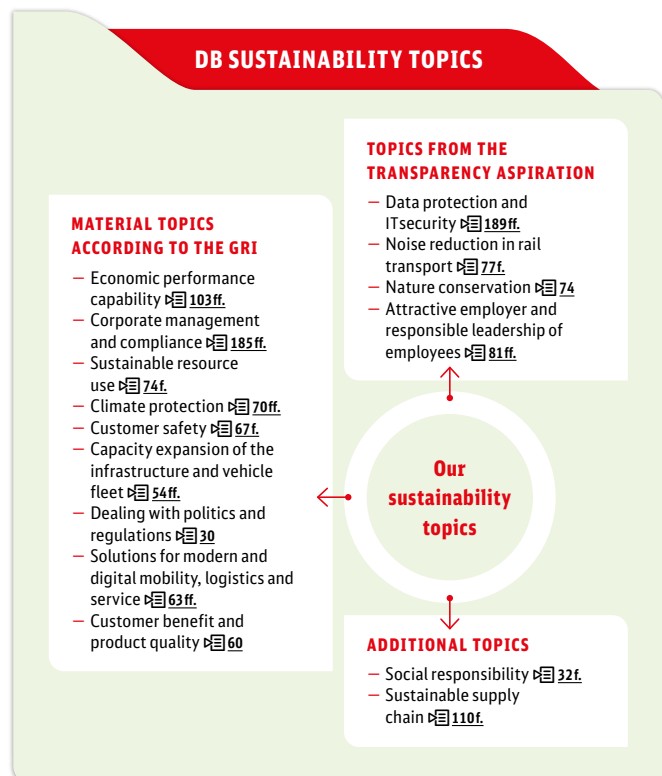 DB SUSTAINABILITY TOPICS
MATERIAL TOPICS
ACCORDING TO THE GRI
— Economic performance
capability 103ff.
— Corporate management
and compliance 185ff.
— Sustainable resource
use 74f.
— Climate protection 70ff.
— Customer safety 67f.
— Capacity expansion of the
infrastructure and vehicle
fleet 54ff.
— Dealing with politics and
regulations 30
— Solutions for modern and
digital mobility, logistics and
service 63ff.
— Customer benefit and
product quality 60
TOPICS FROM THE
TRANSPARENCY ASPIRATION
— Data protection and
ITsecurity 189ff.
— Noise reduction in rail
transport 77f.
— Nature conservation 74
— Attractive employer and
responsible leadership of
employees 81ff.
Our
sustainability
topics
ADDITIONAL TOPICS
— Social responsibility 32f.
— Sustainable supply
chain 110f.